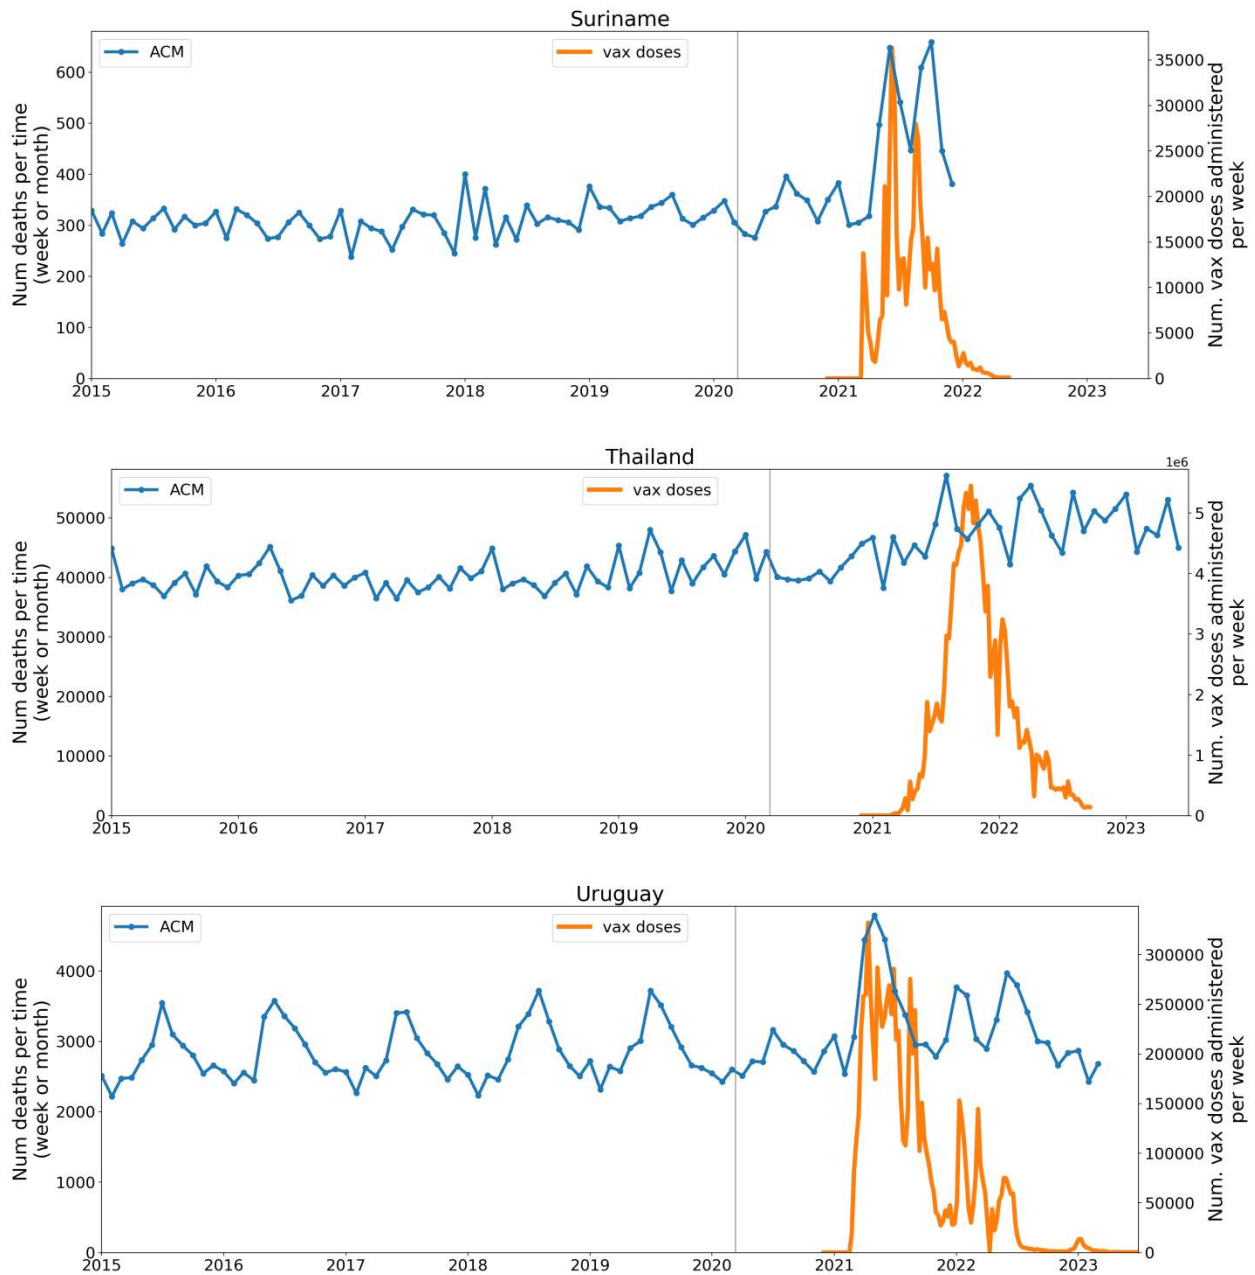 Suriname
ACM
vax doses
Num deaths per time
(week or month)
Num. vax doses administered
per week
600
500
400
300
200
100
0
35000
30000
25000
20000
15000
10000
5000
0
2015 2016 2017 2018 2019 2020 2021 2022 2023
Thailand
1e6
ACM
vax doses
Num deaths per time
(week or month)
Num. vax doses administered
per week
50000
40000
30000
20000
10000
0
5
4
3
2
1
0
2015 2016 2017 2018 2019 2020 2021 2022 2023
Uruguay
ACM
vax doses
Num deaths per time
(week or month)
Num. vax doses administered
per week
4000
3000
2000
1000
0
300000
250000
200000
150000
100000
50000
0
2015 2016 2017 2018 2019 2020 2021 2022 2023